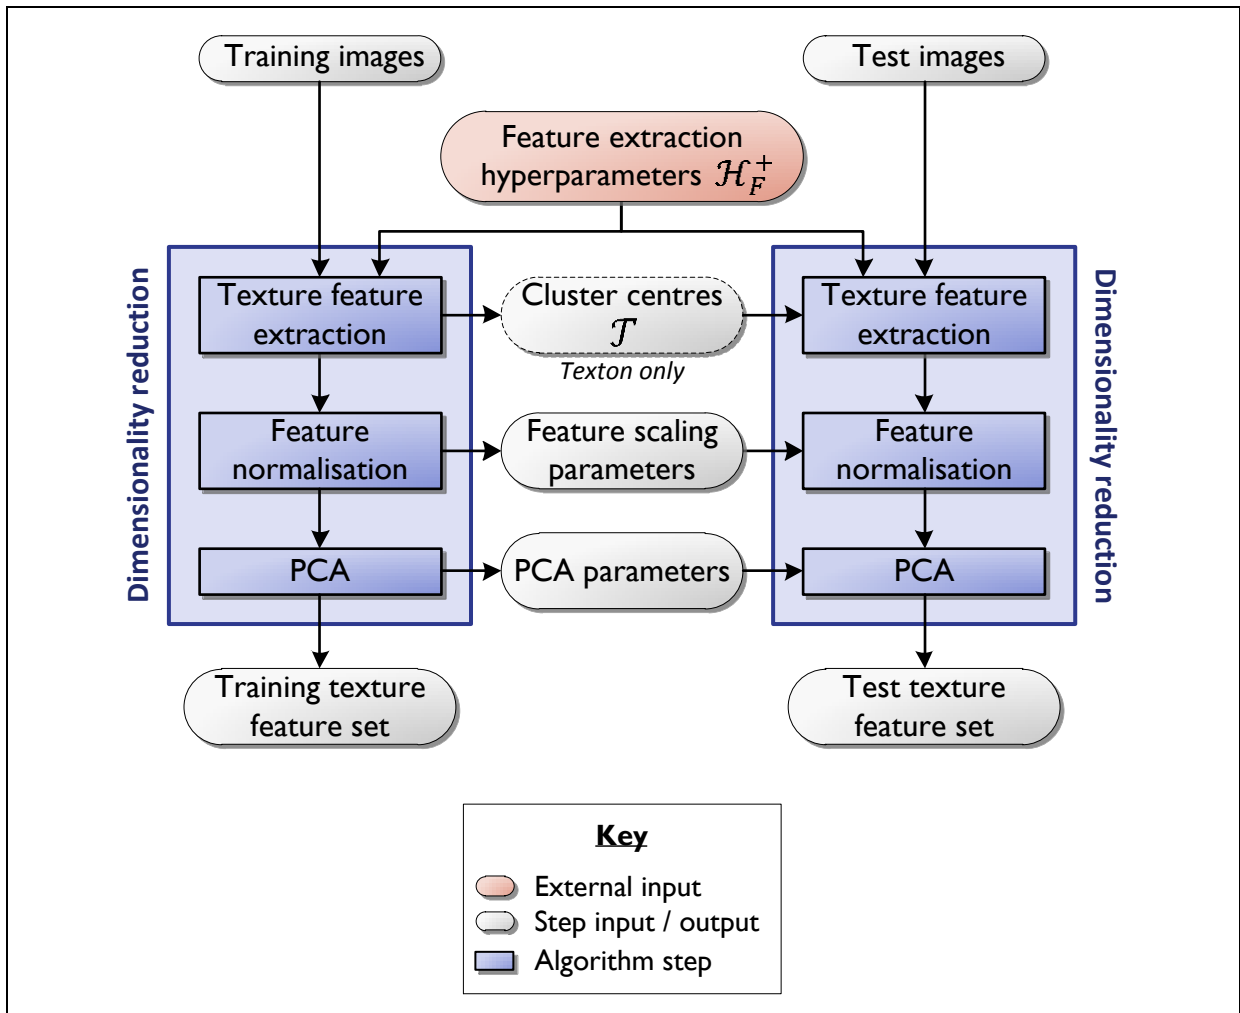 Training images
Test images
Feature extraction
hyperparameters ℋ_F^+
Dimensionality reduction
Texture feature
extraction
Cluster centres
𝒯
Texton only
Texture feature
extraction
Dimensionality reduction
Feature
normalisation
Feature scaling
parameters
Feature
normalisation
PCA
PCA parameters
PCA
Training texture
feature set
Test texture
feature set
Key
External input
Step input / output
Algorithm step